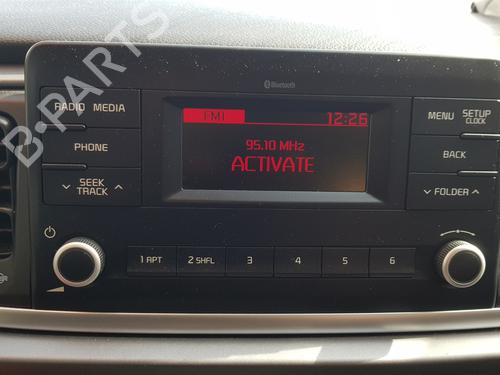 Bluetooth
RADIO MEDIA
FM1 12:26
MENU SETUP
CLOCK
95.10 MHz
ACTIVATE
PHONE
BACK
SEEK
TRACK
FOLDER
1 RPT 2 SHFL 3 4 5 6
B-PARTS